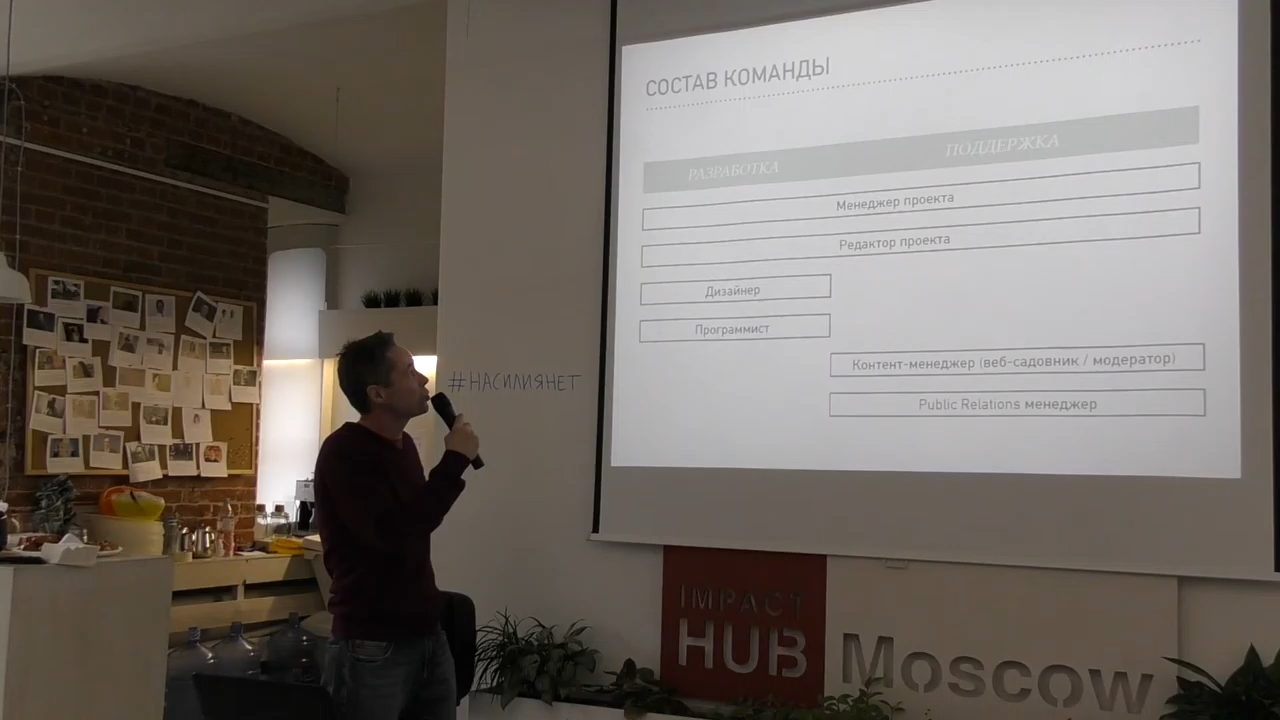 СОСТАВ КОМАНДЫ
РАЗРАБОТКА ПОДДЕРЖКА
Менеджер проекта
Редактор проекта
Дизайнер
Программист
Контент-менеджер (веб-садовник / модератор)
Public Relations менеджер
#НАСИЛИЯНЕТ
IMPACT
HUB Moscow